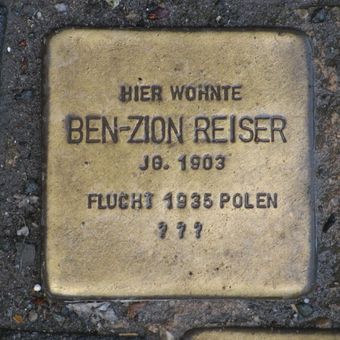 HIER WOHNTE
BEN-ZION REISER
JG. 1903
FLUCHT 1935 POLEN
? ? ?